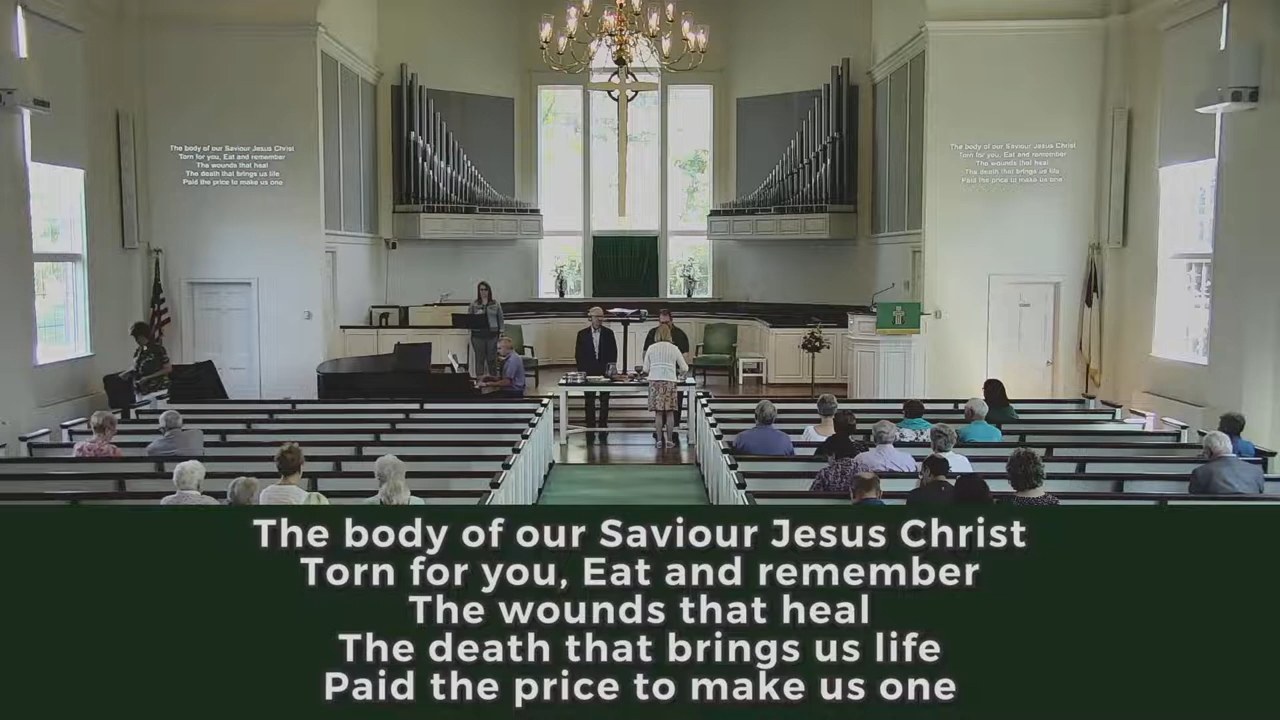 The body of our Saviour Jesus Christ
Torn for you, Eat and remember
The wounds that heal
The death that brings us life
Paid the price to make us one
The body of our Saviour Jesus Christ
Torn for you, Eat and remember
The wounds that heal
The death that brings us life
Paid the price to make us one
The body of our Saviour Jesus Christ
Torn for you, Eat and remember
The wounds that heal
The death that brings us life
Paid the price to make us one